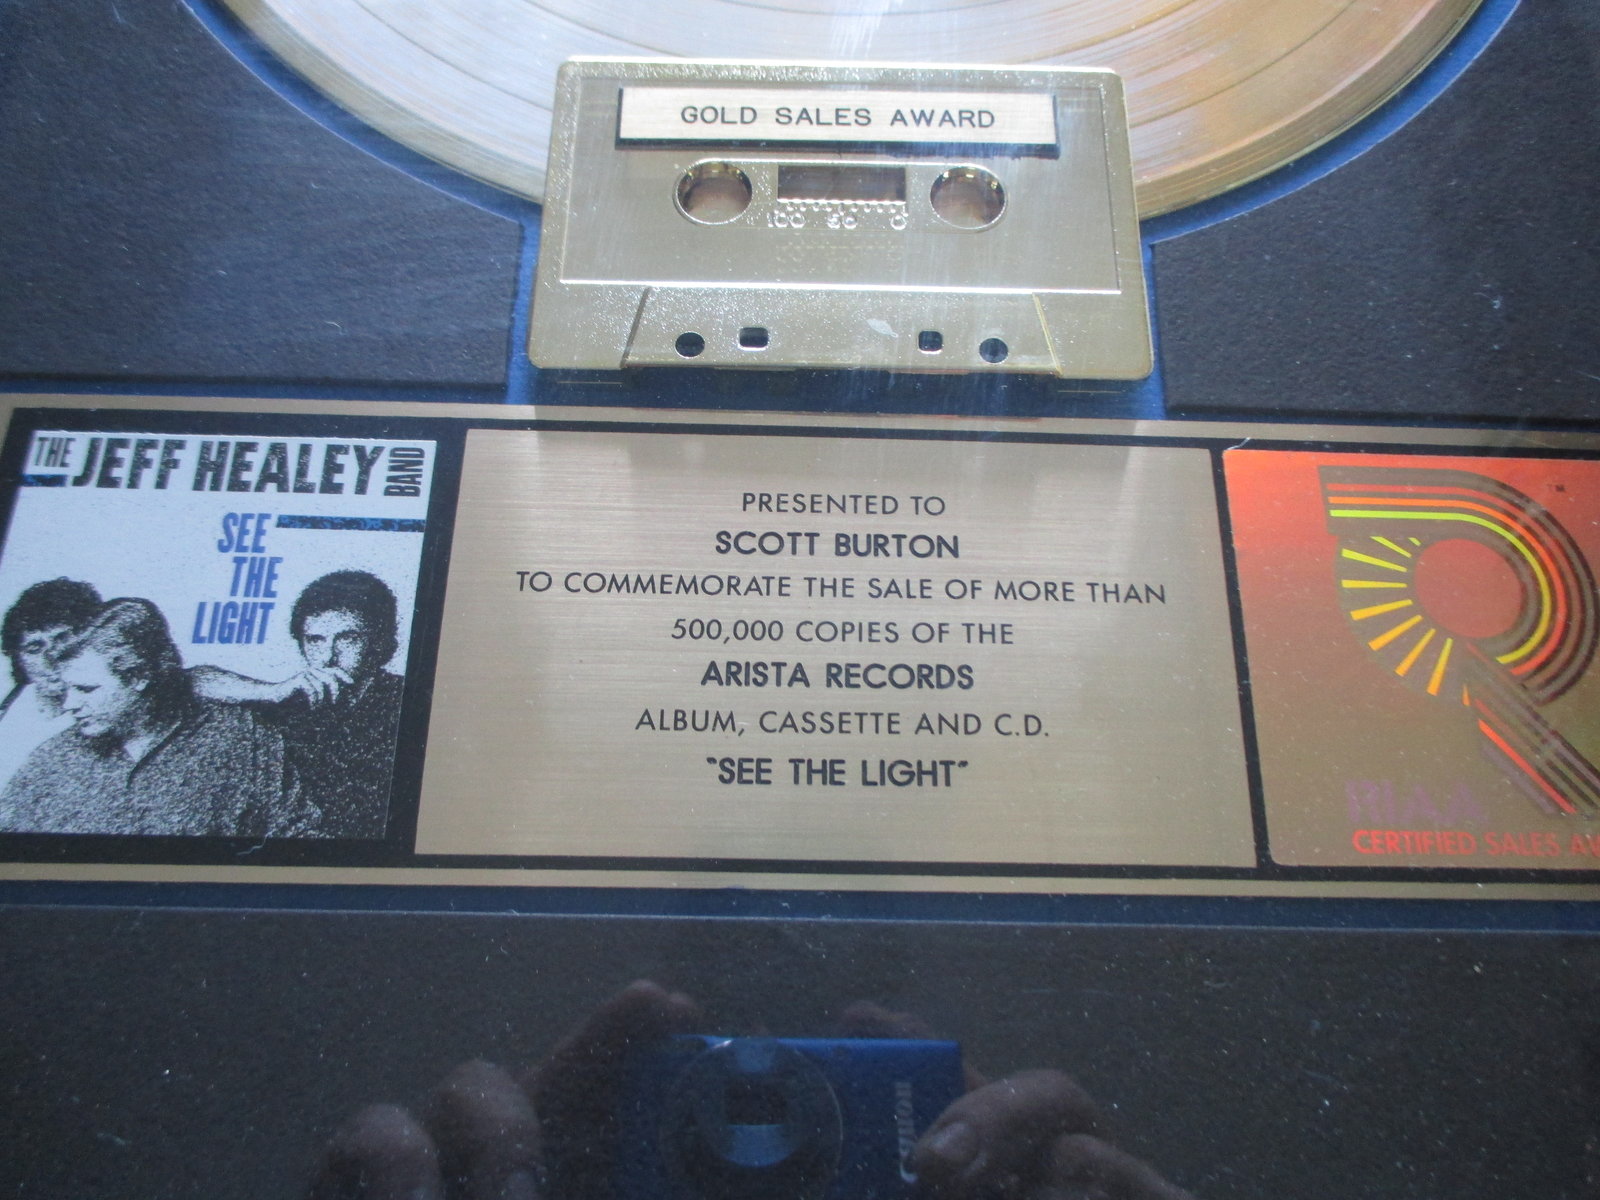 GOLD SALES AWARD
100 50 0
THE JEFF HEALEY BAND
SEE
THE
LIGHT
PRESENTED TO
SCOTT BURTON
TO COMMEMORATE THE SALE OF MORE THAN
500,000 COPIES OF THE
ARISTA RECORDS
ALBUM, CASSETTE AND C.D.
"SEE THE LIGHT"
RIAA
CERTIFIED SALES AW